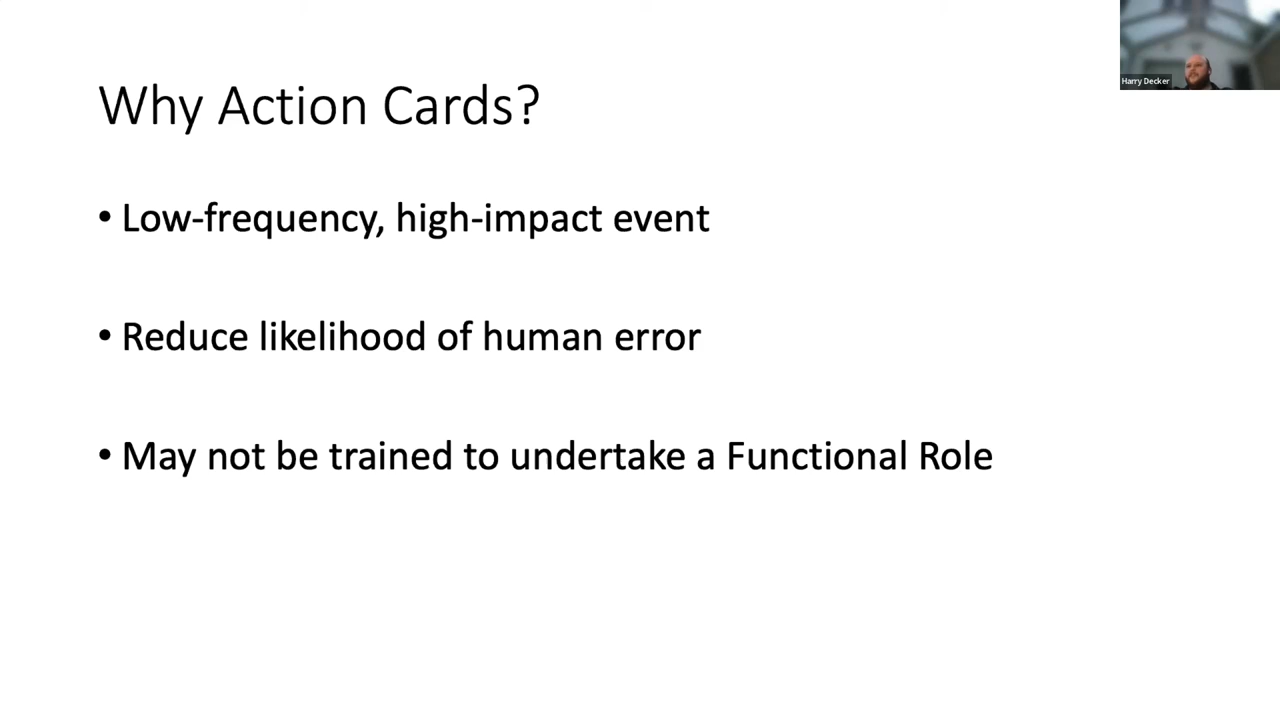 Harry Decker
Why Action Cards?
• Low-frequency, high-impact event
• Reduce likelihood of human error
• May not be trained to undertake a Functional Role